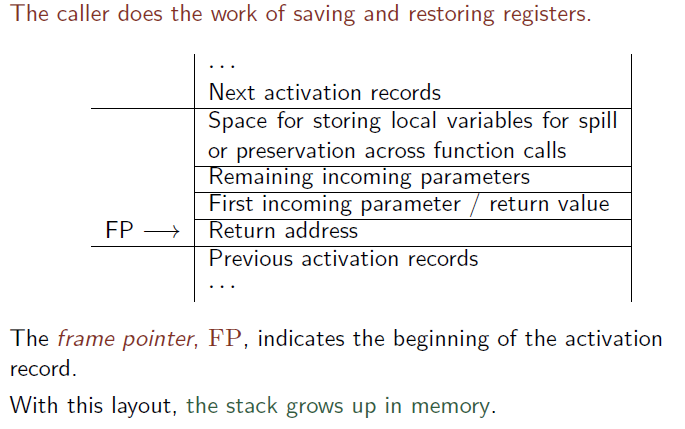 The caller does the work of saving and restoring registers.
...
Next activation records
Space for storing local variables for spill
or preservation across function calls
Remaining incoming parameters
First incoming parameter / return value
FP ⟶ Return address
Previous activation records
...
The frame pointer, FP, indicates the beginning of the activation
record.
With this layout, the stack grows up in memory.